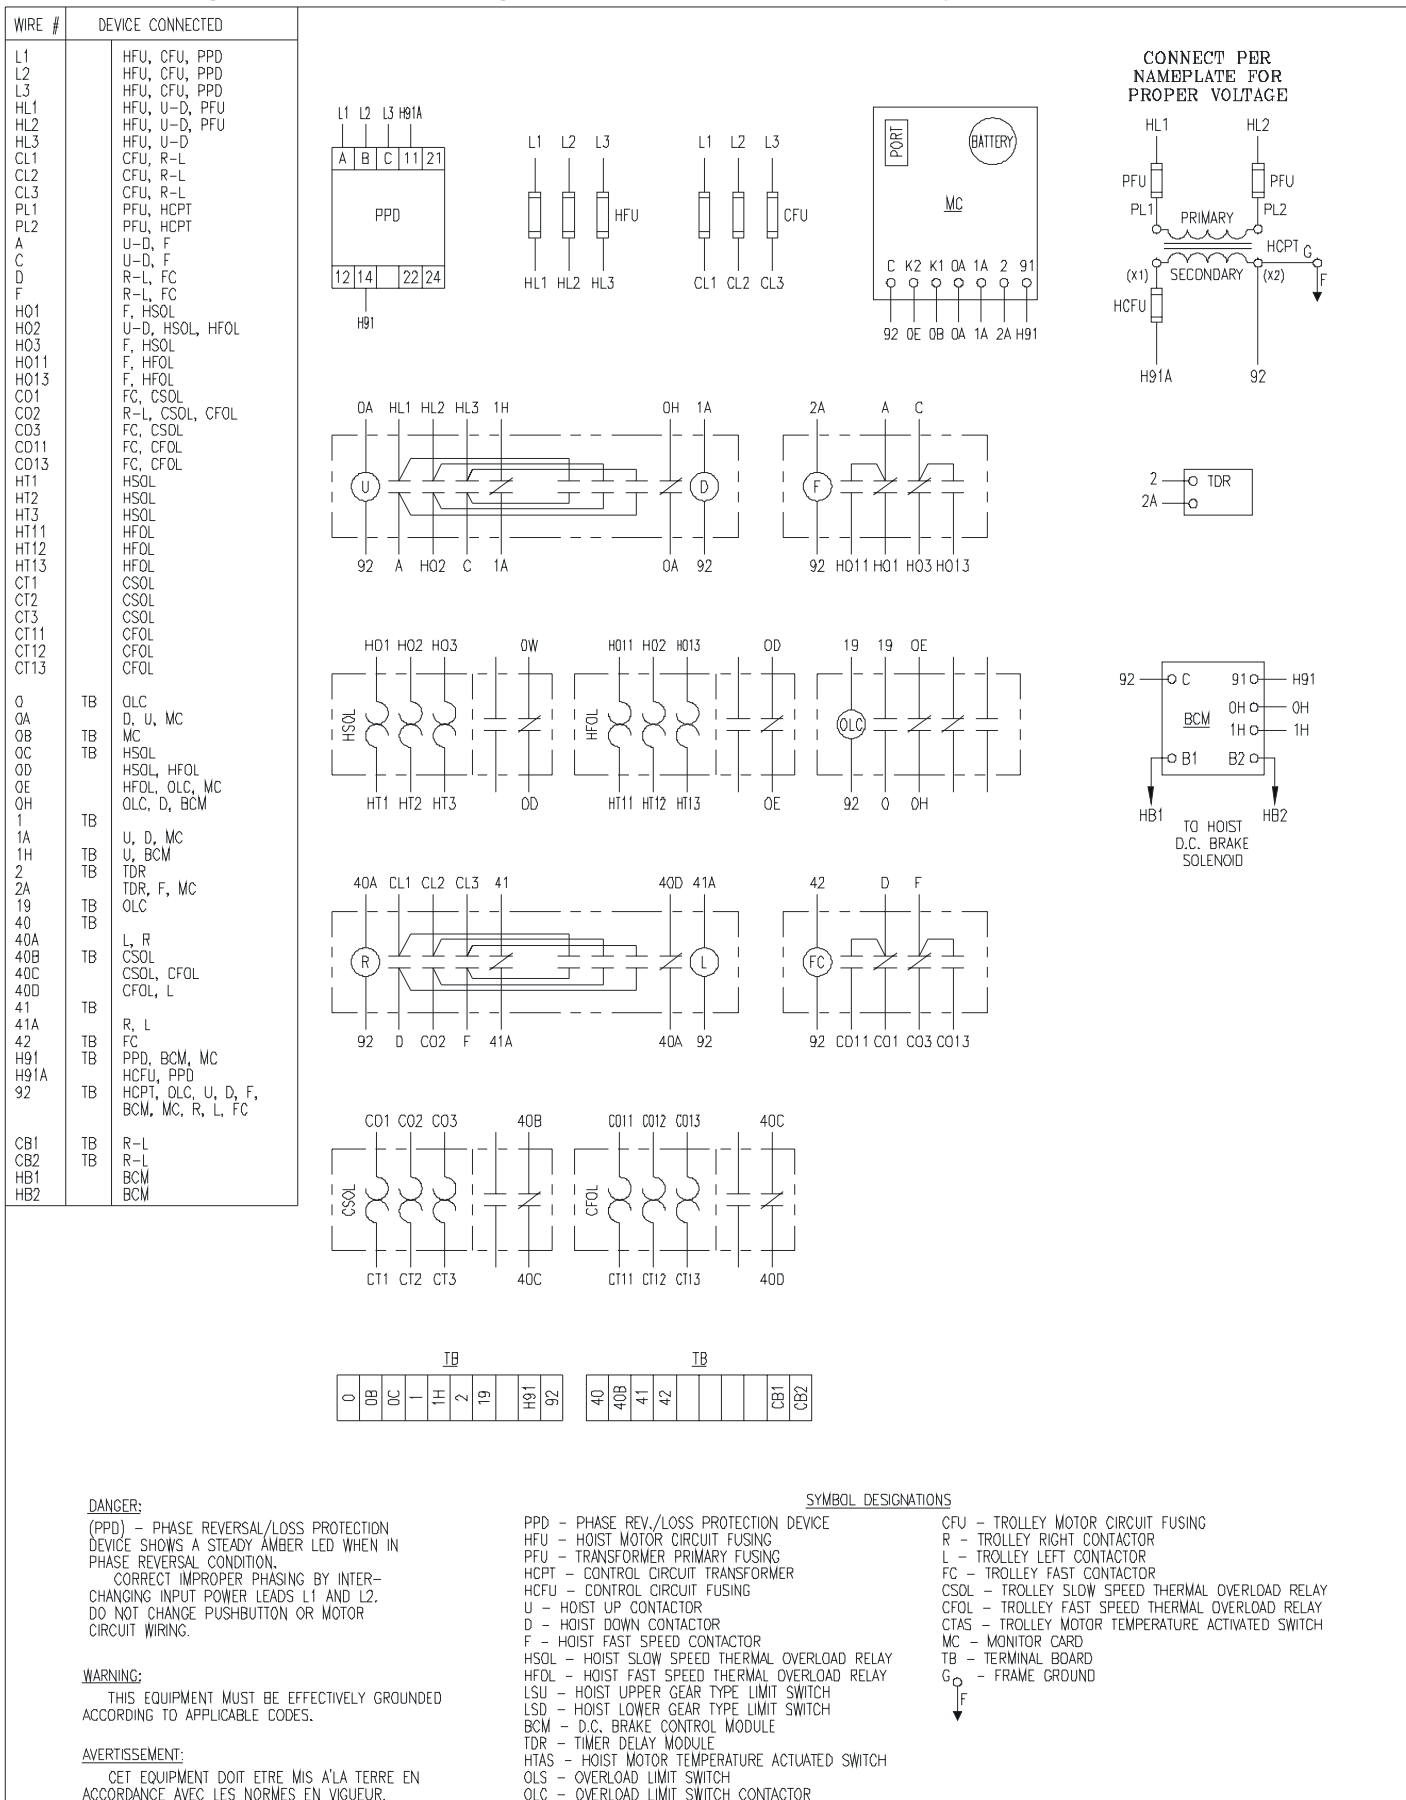 WIRE # DEVICE CONNECTED
L1 HFU, CFU, PPD
L2 HFU, CFU, PPD
L3 HFU, CFU, PPD
HL1 HFU, U-D, PFU
HL2 HFU, U-D, PFU
HL3 HFU, U-D
CL1 CFU, R-L
CL2 CFU, R-L
CL3 CFU, R-L
PL1 PFU, HCPT
PL2 PFU, HCPT
A U-D, F
C U-D, F
D R-L, FC
F R-L, FC
HO1 F, HSOL
HO2 U-D, HSOL, HFOL
HO3 F, HSOL
HO11 F, HFOL
HO13 F, HFOL
CO1 FC, CSOL
CO2 R-L, CSOL, CFOL
CO3 FC, CSOL
CO11 FC, CFOL
CO13 FC, CFOL
HT1 HSOL
HT2 HSOL
HT3 HSOL
HT11 HFOL
HT12 HFOL
HT13 HFOL
CT1 CSOL
CT2 CSOL
CT3 CSOL
CT11 CFOL
CT12 CFOL
CT13 CFOL
0 TB OLC
0A D, U, MC
0B TB MC
0C TB HSOL
0D HSOL, HFOL
0E HFOL, OLC, MC
0H OLC, D, BCM
1 TB
1A U, D, MC
1H TB U, BCM
2 TB TDR
2A TDR, F, MC
19 TB OLC
40 TB
40A L, R
40B TB CSOL
40C CSOL, CFOL
40D CFOL, L
41 TB
41A R, L
42 TB FC
H91 TB PPD, BCM, MC
H91A HCFU, PPD
92 TB HCPT, OLC, U, D, F,
BCM, MC, R, L, FC
CB1 TB R-L
CB2 TB R-L
HB1 BCM
HB2 BCM
L1 L2 L3 H91A
A B C 11 21
PPD
12 14 22 24
H91
L1 L2 L3
HFU
HL1 HL2 HL3
L1 L2 L3
CFU
CL1 CL2 CL3
PORT
BATTERY
MC
C K2 K1 0A 1A 2 91
92 0E 0B 0A 1A 2A H91
CONNECT PER
NAMEPLATE FOR
PROPER VOLTAGE
HL1 HL2
PFU PFU
PL1 PL2
PRIMARY
HCPT G
(X1) SECONDARY (X2) F
HCFU
H91A 92
0A HL1 HL2 HL3 1H 0H 1A
U D
92 A HO2 C 1A 0A 92
2A A C
F
92 HO11 HO1 HO3 HO13
2 TDR
2A
HO1 HO2 HO3 0W
HSOL
HT1 HT2 HT3 0D
HO11 HO2 HO13 0D
HFOL
HT11 HT12 HT13 0E
19 19 0E
OLC
92 0 0H
92 C 91 H91
0H 0H
BCM
1H 1H
B1 B2
HB1 HB2
TO HOIST
D.C. BRAKE
SOLENOID
40A CL1 CL2 CL3 41 40D 41A
R L
92 D CO2 F 41A 40A 92
42 D F
FC
92 CO11 CO1 CO3 CO13
CO1 CO2 CO3 40B
CSOL
CT1 CT2 CT3 40C
CO11 CO12 CO13 40C
CFOL
CT11 CT12 CT13 40D
TB
0 0B 0C 1 1H 2 19 H91 92
TB
40 40B 41 42 CB1 CB2
DANGER:
(PPD) - PHASE REVERSAL/LOSS PROTECTION
DEVICE SHOWS A STEADY AMBER LED WHEN IN
PHASE REVERSAL CONDITION.
CORRECT IMPROPER PHASING BY INTER-
CHANGING INPUT POWER LEADS L1 AND L2.
DO NOT CHANGE PUSHBUTTON OR MOTOR
CIRCUIT WIRING.
WARNING:
THIS EQUIPMENT MUST BE EFFECTIVELY GROUNDED
ACCORDING TO APPLICABLE CODES.
AVERTISSEMENT:
CET EQUIPMENT DOIT ETRE MIS A'LA TERRE EN
ACCORDANCE AVEC LES NORMES EN VIGUEUR.
SYMBOL DESIGNATIONS
PPD - PHASE REV./LOSS PROTECTION DEVICE
HFU - HOIST MOTOR CIRCUIT FUSING
PFU - TRANSFORMER PRIMARY FUSING
HCPT - CONTROL CIRCUIT TRANSFORMER
HCFU - CONTROL CIRCUIT FUSING
U - HOIST UP CONTACTOR
D - HOIST DOWN CONTACTOR
F - HOIST FAST SPEED CONTACTOR
HSOL - HOIST SLOW SPEED THERMAL OVERLOAD RELAY
HFOL - HOIST FAST SPEED THERMAL OVERLOAD RELAY
LSU - HOIST UPPER GEAR TYPE LIMIT SWITCH
LSD - HOIST LOWER GEAR TYPE LIMIT SWITCH
BCM - D.C. BRAKE CONTROL MODULE
TDR - TIMER DELAY MODULE
HTAS - HOIST MOTOR TEMPERATURE ACTUATED SWITCH
OLS - OVERLOAD LIMIT SWITCH
OLC - OVERLOAD LIMIT SWITCH CONTACTOR
CFU - TROLLEY MOTOR CIRCUIT FUSING
R - TROLLEY RIGHT CONTACTOR
L - TROLLEY LEFT CONTACTOR
FC - TROLLEY FAST CONTACTOR
CSOL - TROLLEY SLOW SPEED THERMAL OVERLOAD RELAY
CFOL - TROLLEY FAST SPEED THERMAL OVERLOAD RELAY
CTAS - TROLLEY MOTOR TEMPERATURE ACTIVATED SWITCH
MC - MONITOR CARD
TB - TERMINAL BOARD
G - FRAME GROUND
F